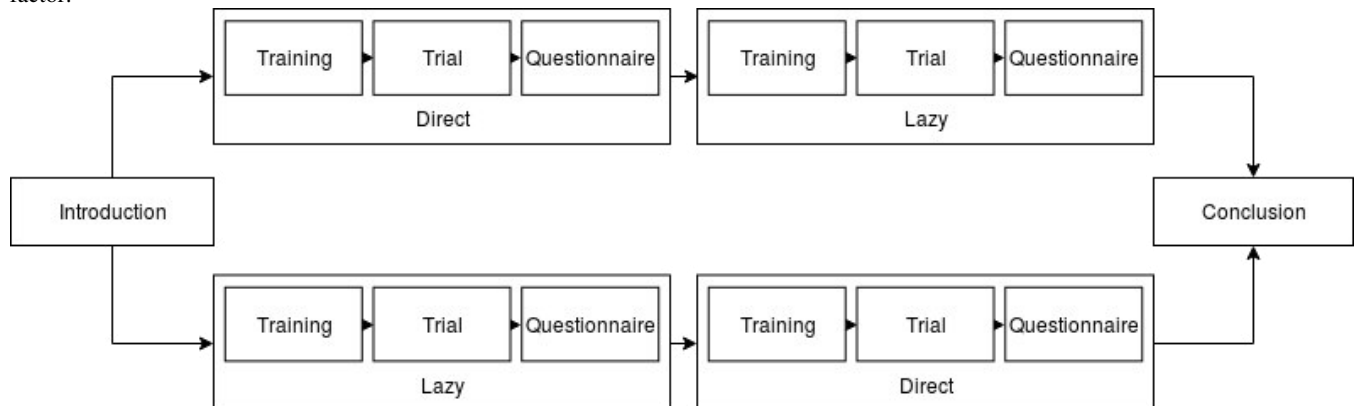 factor.
Training Trial Questionnaire Training Trial Questionnaire
Direct Lazy
Introduction Conclusion
Training Trial Questionnaire Training Trial Questionnaire
Lazy Direct